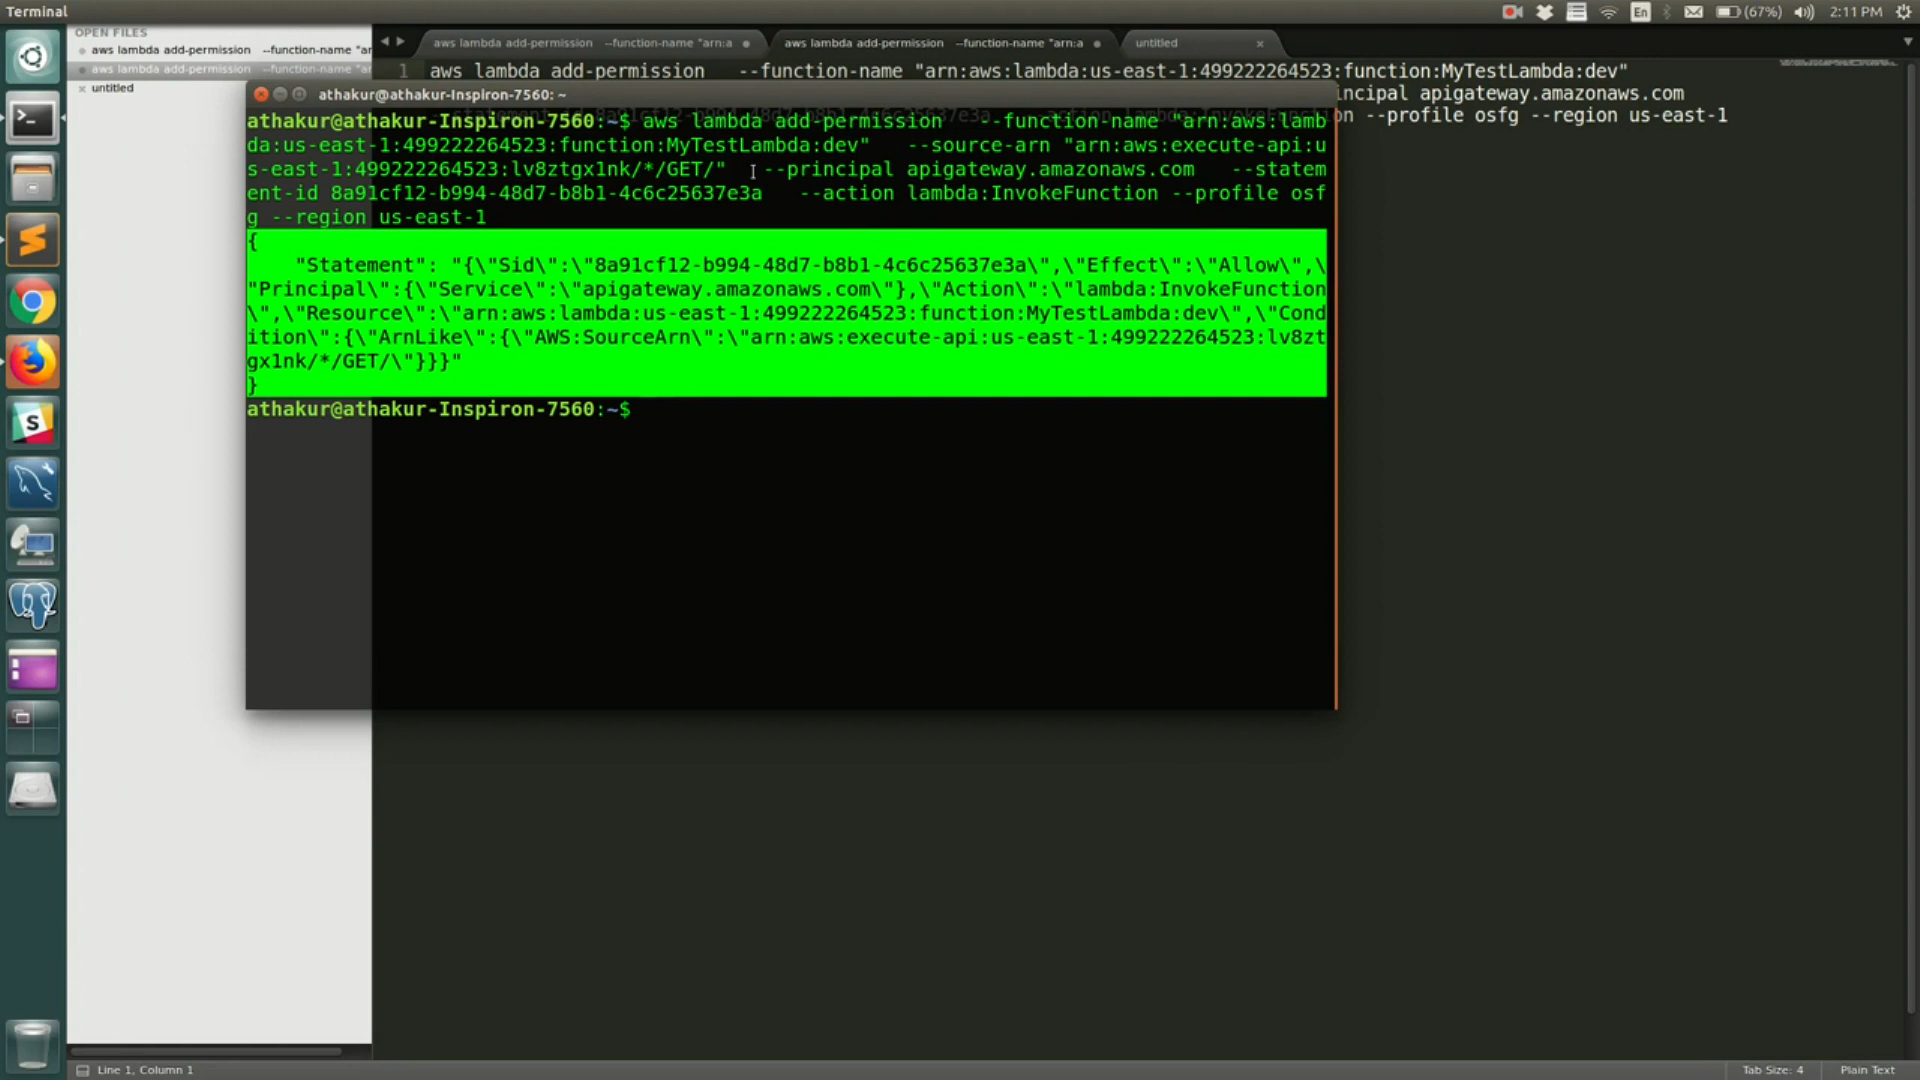 Terminal
En
(67%)
2:11 PM
OPEN FILES
aws lambda add-permission   --function-name "ar
aws lambda add-permission   --function-name "ar
untitled
aws lambda add-permission   --function-name "arn:a
aws lambda add-permission   --function-name "arn:a
untitled
1 aws lambda add-permission   --function-name "arn:aws:lambda:us-east-1:499222264523:function:MyTestLambda:dev"
incipal apigateway.amazonaws.com
n --profile osfg --region us-east-1
athakur@athakur-Inspiron-7560: ~
athakur@athakur-Inspiron-7560:~$ aws lambda add-permission   --function-name "arn:aws:lamb
da:us-east-1:499222264523:function:MyTestLambda:dev"   --source-arn "arn:aws:execute-api:u
s-east-1:499222264523:lv8ztgx1nk/*/GET/"   --principal apigateway.amazonaws.com   --statem
ent-id 8a91cf12-b994-48d7-b8b1-4c6c25637e3a   --action lambda:InvokeFunction --profile osf
g --region us-east-1
{
    "Statement": "{\"Sid\":\"8a91cf12-b994-48d7-b8b1-4c6c25637e3a\",\"Effect\":\"Allow\",\
"Principal\":{\"Service\":\"apigateway.amazonaws.com\"},\"Action\":\"lambda:InvokeFunction
\",\"Resource\":\"arn:aws:lambda:us-east-1:499222264523:function:MyTestLambda:dev\",\"Cond
ition\":{\"ArnLike\":{\"AWS:SourceArn\":\"arn:aws:execute-api:us-east-1:499222264523:lv8zt
gx1nk/*/GET/\"}}}"
}
athakur@athakur-Inspiron-7560:~$
Line 1, Column 1
Tab Size: 4
Plain Text